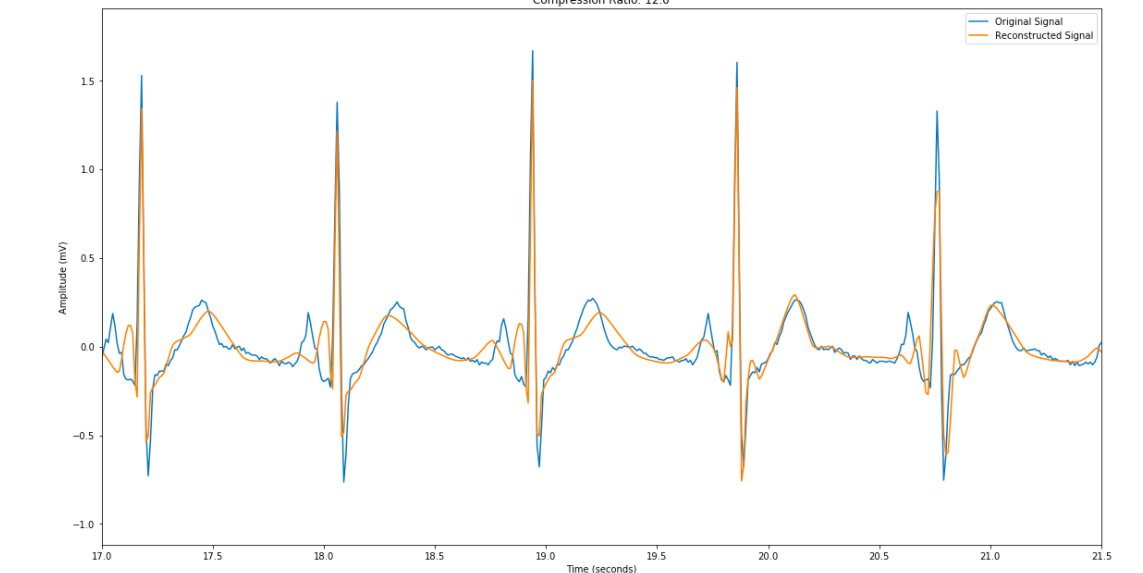 Compression Ratio: 12.0
Original Signal
Reconstructed Signal
1.5
1.0
0.5
0.0
−0.5
−1.0
Amplitude (mV)
17.0 17.5 18.0 18.5 19.0 19.5 20.0 20.5 21.0 21.5
Time (seconds)